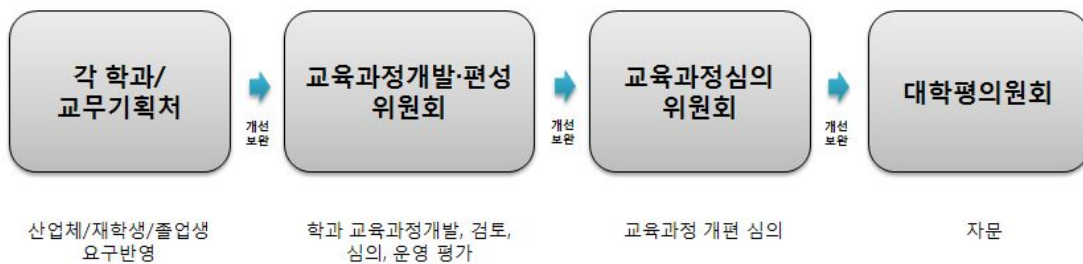 각 학과/
교무기획처
교육과정개발·편성
위원회
교육과정심의
위원회
대학평의원회
개선
보완
개선
보완
개선
보완
산업체/재학생/졸업생
요구반영
학과 교육과정개발, 검토,
심의, 운영 평가
교육과정 개편 심의
자문